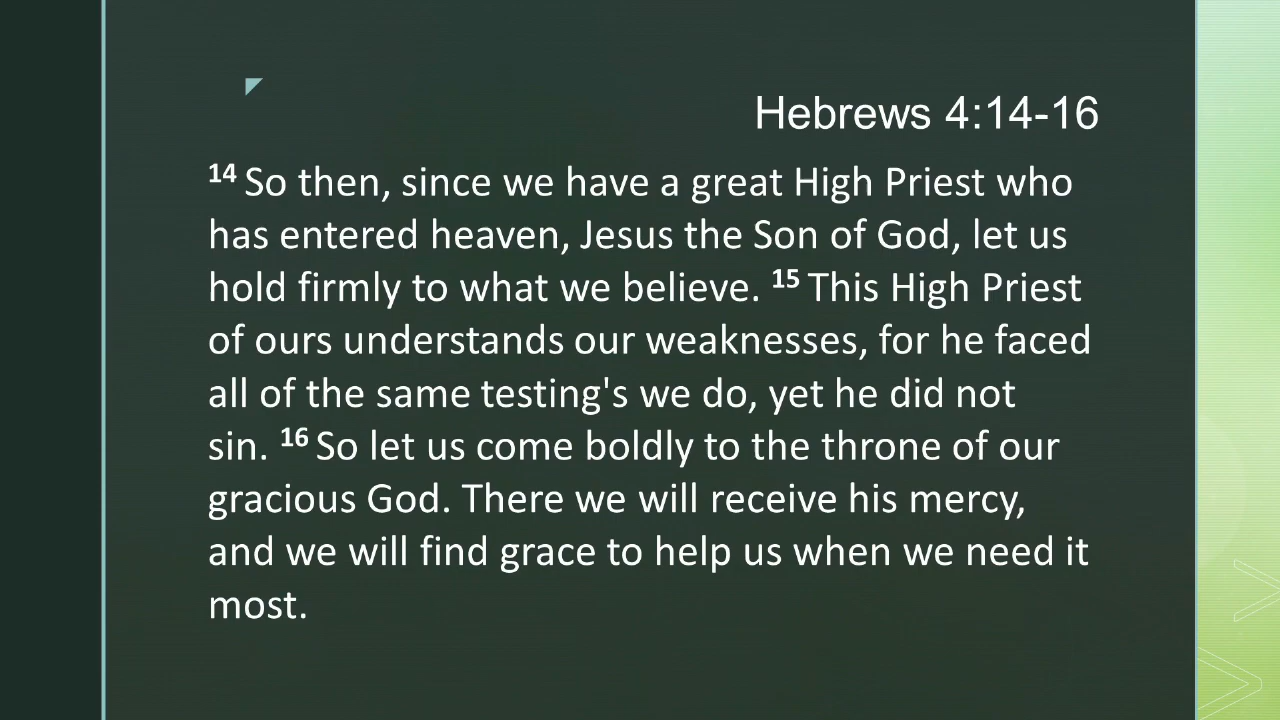 Hebrews 4:14-16
14 So then, since we have a great High Priest who
has entered heaven, Jesus the Son of God, let us
hold firmly to what we believe. 15 This High Priest
of ours understands our weaknesses, for he faced
all of the same testing's we do, yet he did not
sin. 16 So let us come boldly to the throne of our
gracious God. There we will receive his mercy,
and we will find grace to help us when we need it
most.